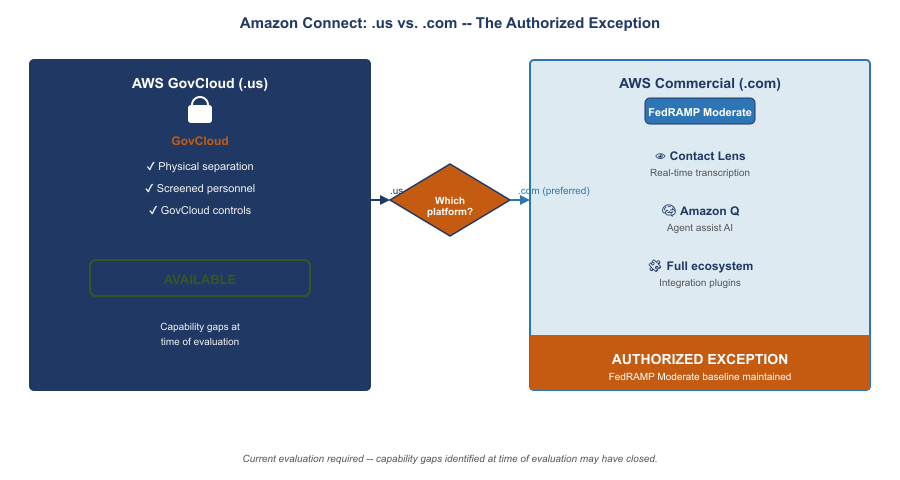 Amazon Connect: .us vs. .com -- The Authorized Exception
AWS GovCloud (.us)
GovCloud
✓ Physical separation
✓ Screened personnel
✓ GovCloud controls
AVAILABLE
Capability gaps at
time of evaluation
.us
Which
platform?
.com (preferred)
AWS Commercial (.com)
FedRAMP Moderate
Contact Lens
Real-time transcription
Amazon Q
Agent assist AI
Full ecosystem
Integration plugins
AUTHORIZED EXCEPTION
FedRAMP Moderate baseline maintained
Current evaluation required -- capability gaps identified at time of evaluation may have closed.